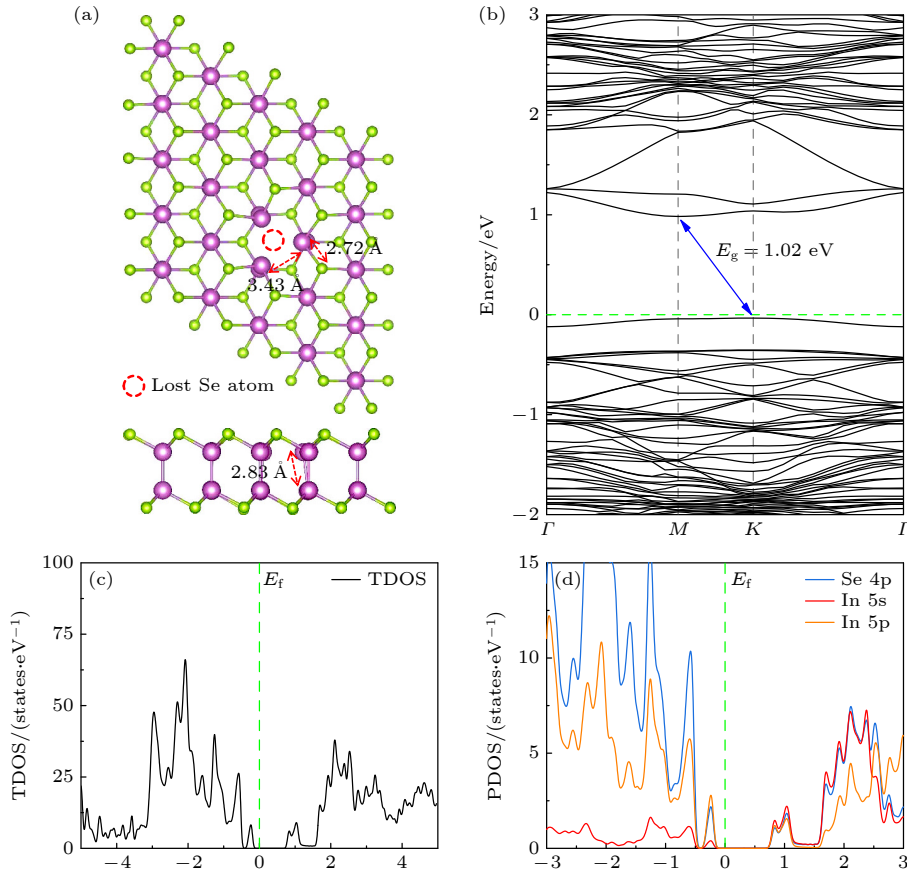 (a)
2.72 Å
3.43 Å
Lost Se atom
2.83 Å
(b)
3
2
1
0
−1
−2
Energy/eV
E_g = 1.02 eV
Γ M K I
(c)
100
75
50
25
0
TDOS/(states·eV⁻¹)
E_f
TDOS
−4 −2 0 2 4
(d)
15
10
5
0
PDOS/(states·eV⁻¹)
E_f
Se 4p
In 5s
In 5p
−3 −2 −1 0 1 2 3